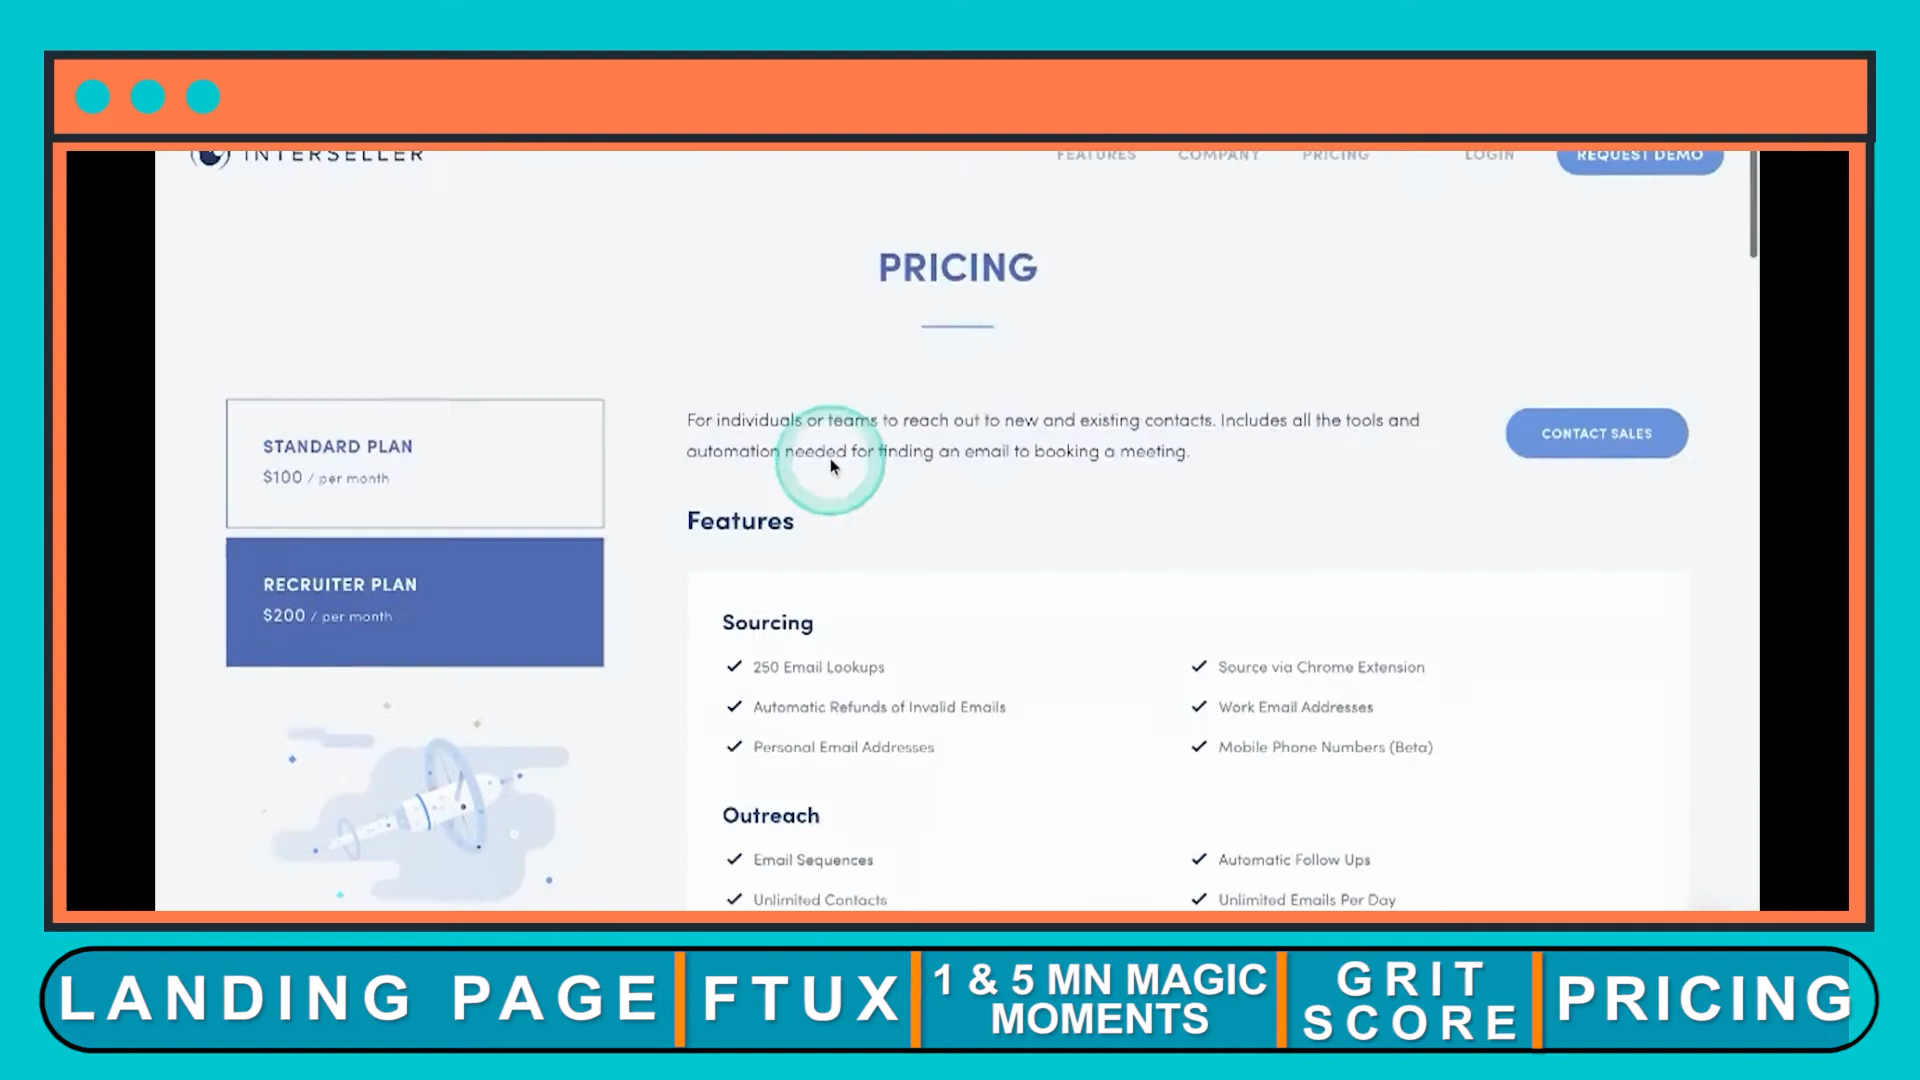 INTERSELLER
FEATURES COMPANY PRICING LOGIN REQUEST DEMO
PRICING
STANDARD PLAN
$100 / per month
RECRUITER PLAN
$200 / per month
For individuals or teams to reach out to new and existing contacts. Includes all the tools and
automation needed for finding an email to booking a meeting.
CONTACT SALES
Features
Sourcing
250 Email Lookups
Source via Chrome Extension
Automatic Refunds of Invalid Emails
Work Email Addresses
Personal Email Addresses
Mobile Phone Numbers (Beta)
Outreach
Email Sequences
Automatic Follow Ups
Unlimited Contacts
Unlimited Emails Per Day
LANDING PAGE
FTUX
1 & 5 MN MAGIC
MOMENTS
GRIT
SCORE
PRICING